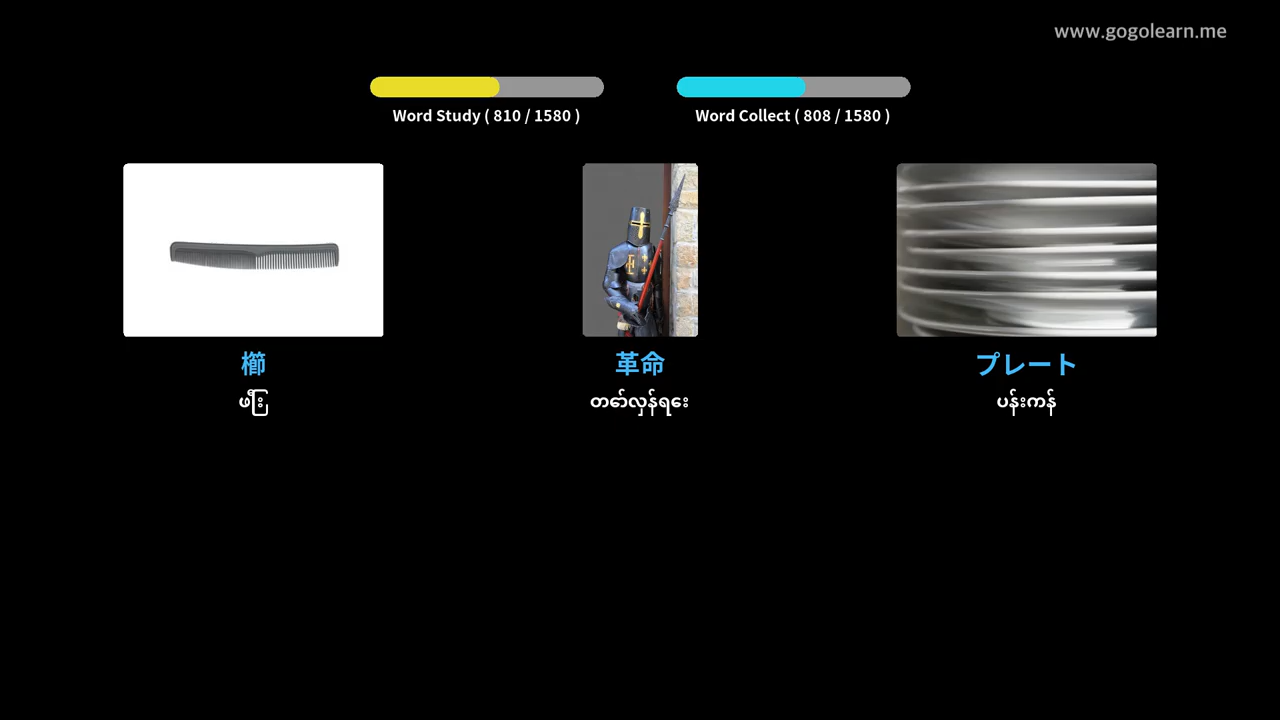 www.gogolearn.me
Word Study ( 810 / 1580 )
Word Collect ( 808 / 1580 )
櫛
革命
プレート
ဖီး
တော်လှန်ရေး
ပန်းကန်